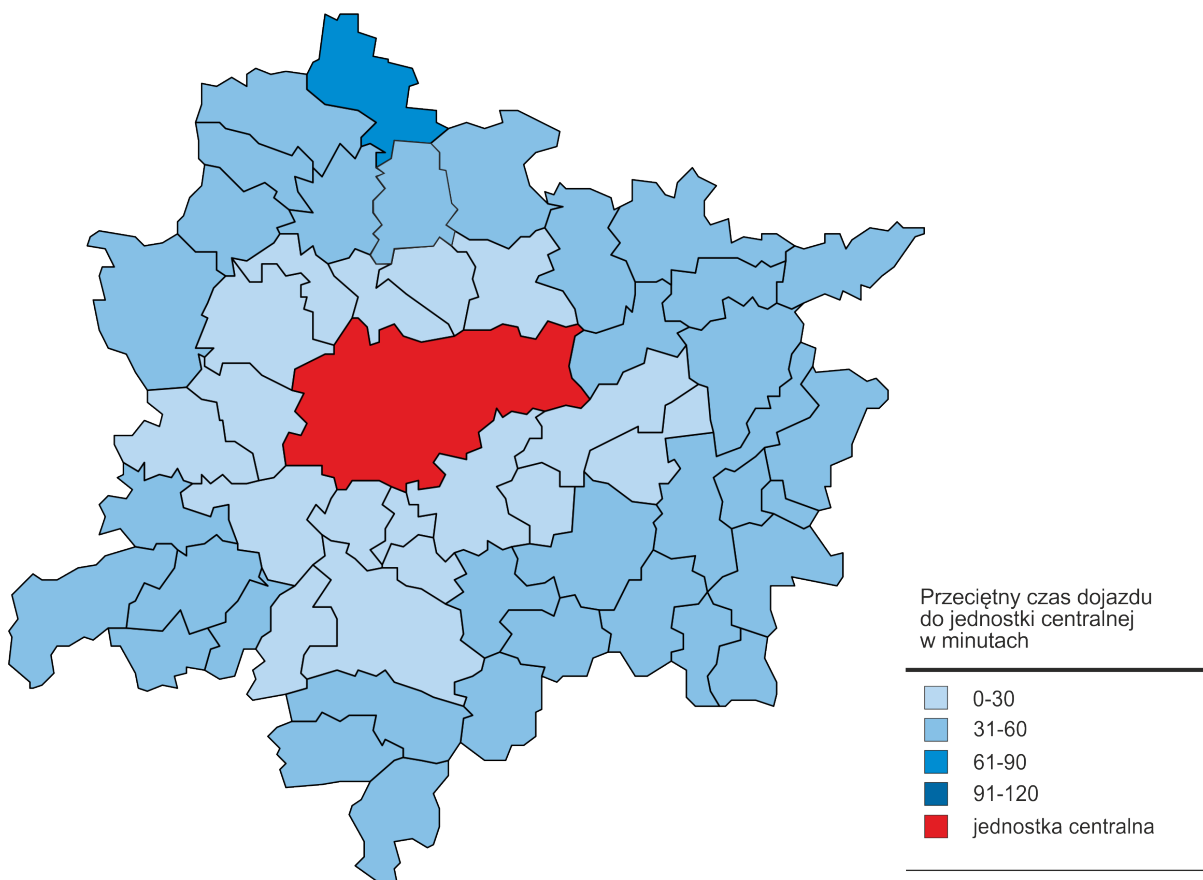 Przeciętny czas dojazdu
do jednostki centralnej
w minutach
0-30
31-60
61-90
91-120
jednostka centralna